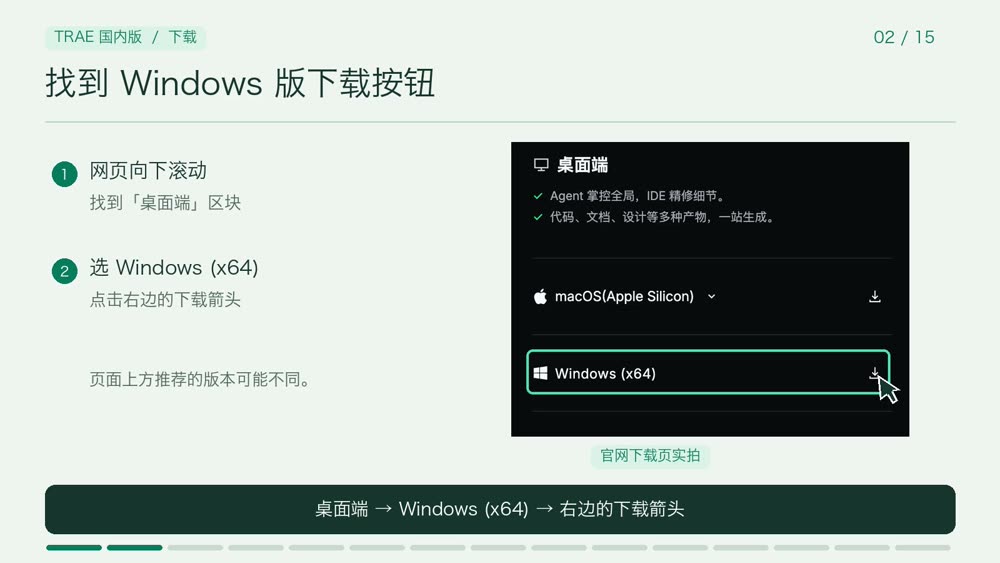 TRAE 国内版 / 下载
02 / 15
找到 Windows 版下载按钮
1 网页向下滚动
找到「桌面端」区块
2 选 Windows (x64)
点击右边的下载箭头
页面上方推荐的版本可能不同。
桌面端
Agent 掌控全局，IDE 精修细节。
代码、文档、设计等多种产物，一站生成。
macOS(Apple Silicon)
Windows (x64)
官网下载页实拍
桌面端 → Windows (x64) → 右边的下载箭头